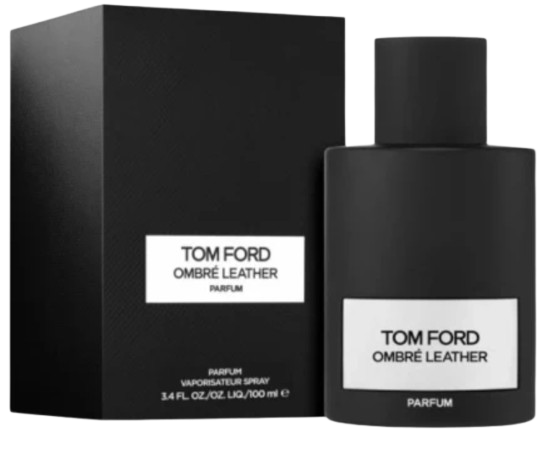 TOM FORD
OMBRÉ LEATHER
PARFUM
PARFUM
VAPORISATEUR SPRAY
3.4 FL. OZ./OZ. LIQ./100 ml ℮
TOM FORD
OMBRÉ LEATHER
PARFUM